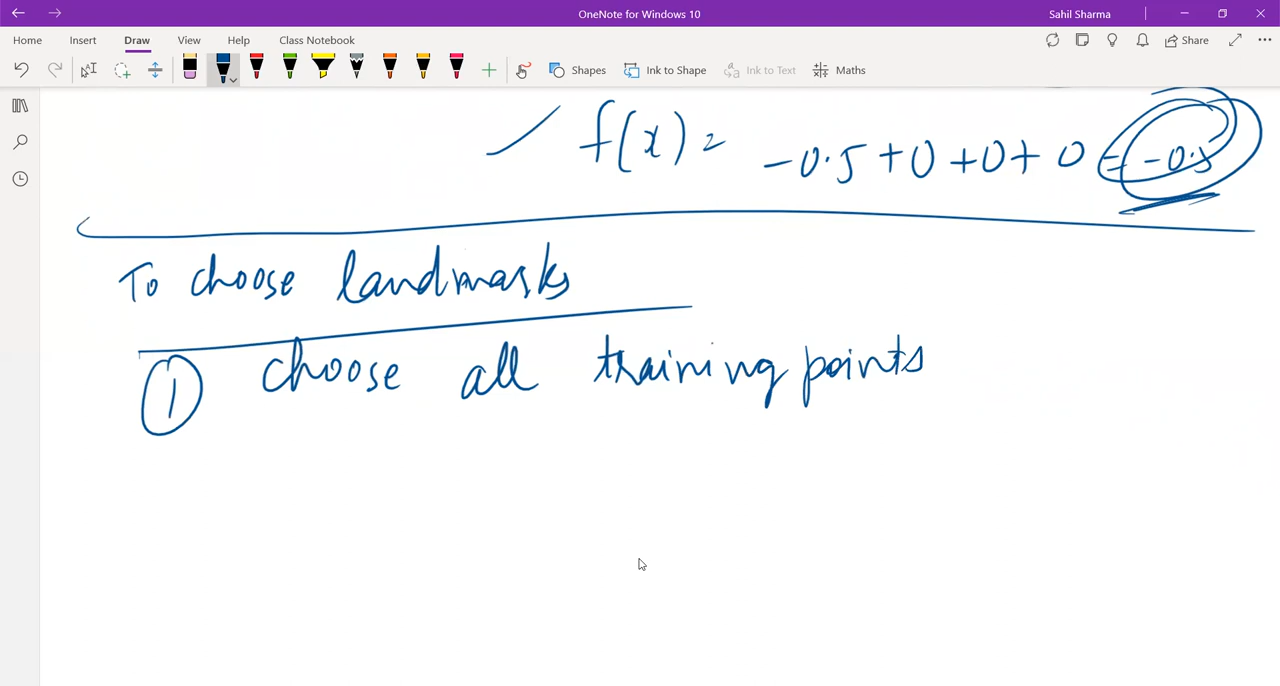 OneNote for Windows 10
Sahil Sharma
Home Insert Draw View Help Class Notebook
Share
Shapes Ink to Shape Ink to Text Maths
f(x) = -0.5 + 0 + 0 + 0 = -0.5
To choose landmarks
① choose all training points